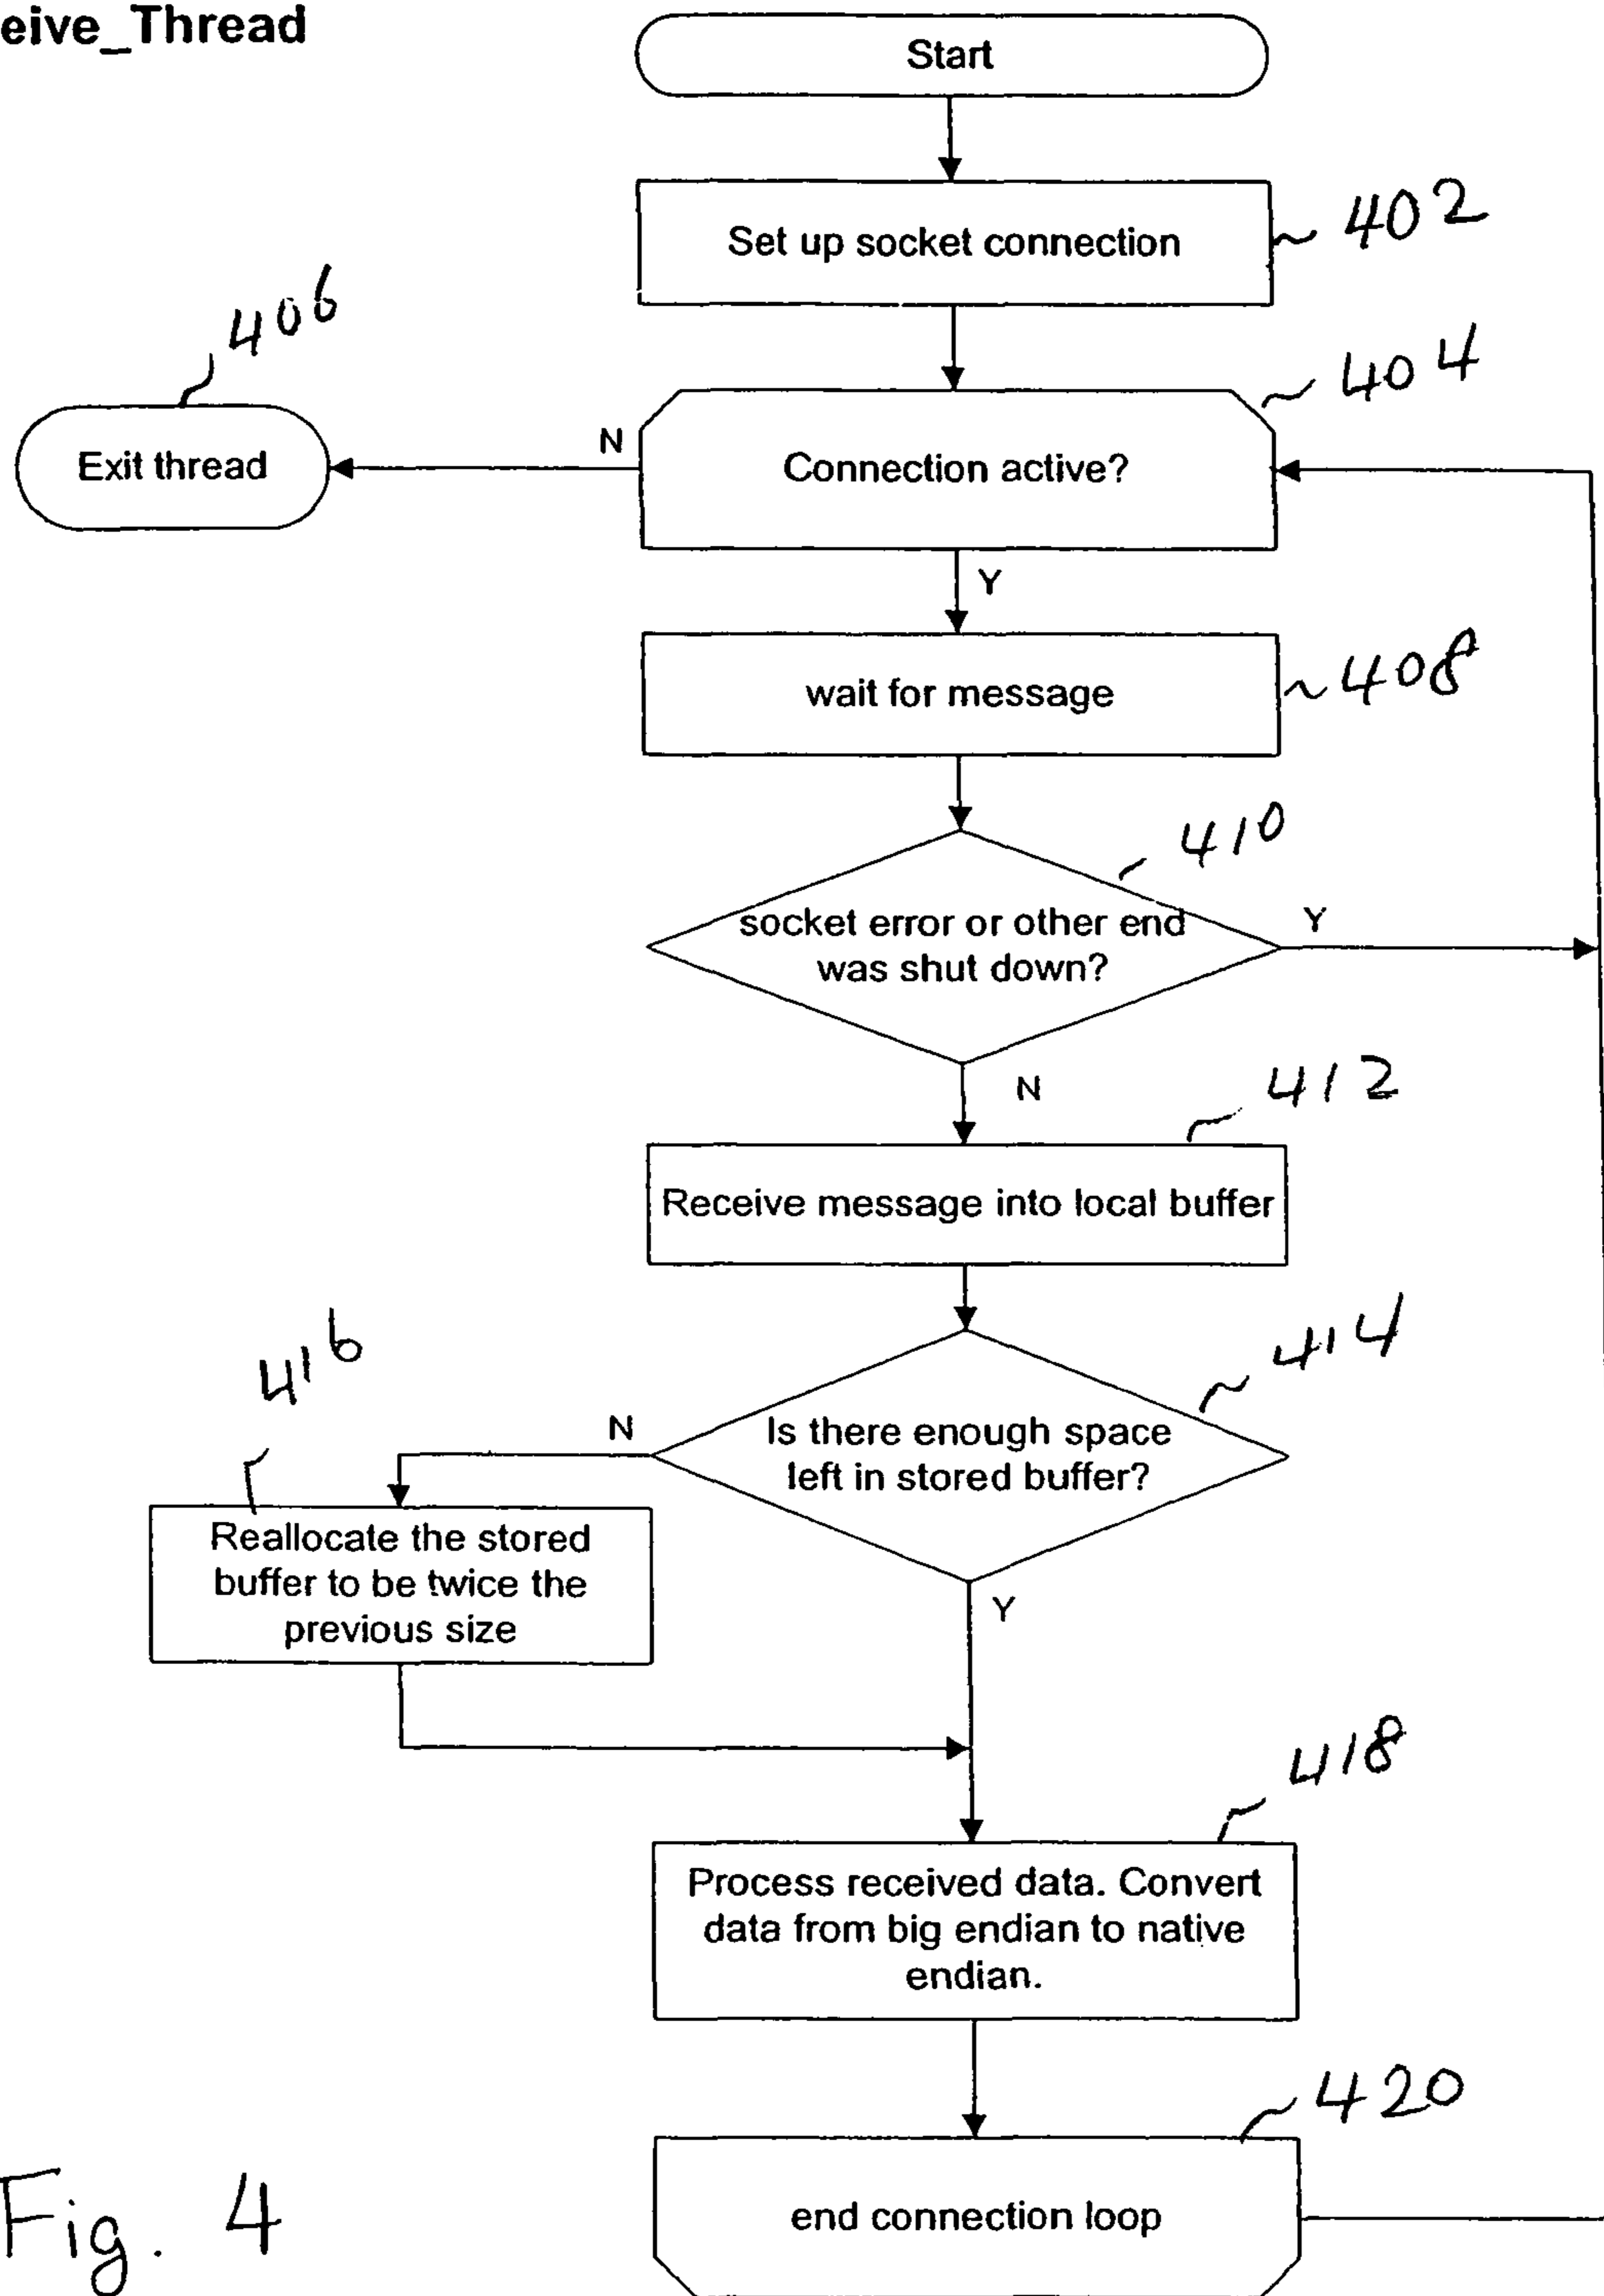 eive_Thread
Start
Set up socket connection
402
406
404
N
Exit thread
Connection active?
Y
wait for message
408
410
socket error or other end
was shut down?
Y
N
412
Receive message into local buffer
416
414
N
Is there enough space
left in stored buffer?
Reallocate the stored
buffer to be twice the
previous size
Y
418
Process received data. Convert
data from big endian to native
endian.
420
end connection loop
Fig. 4